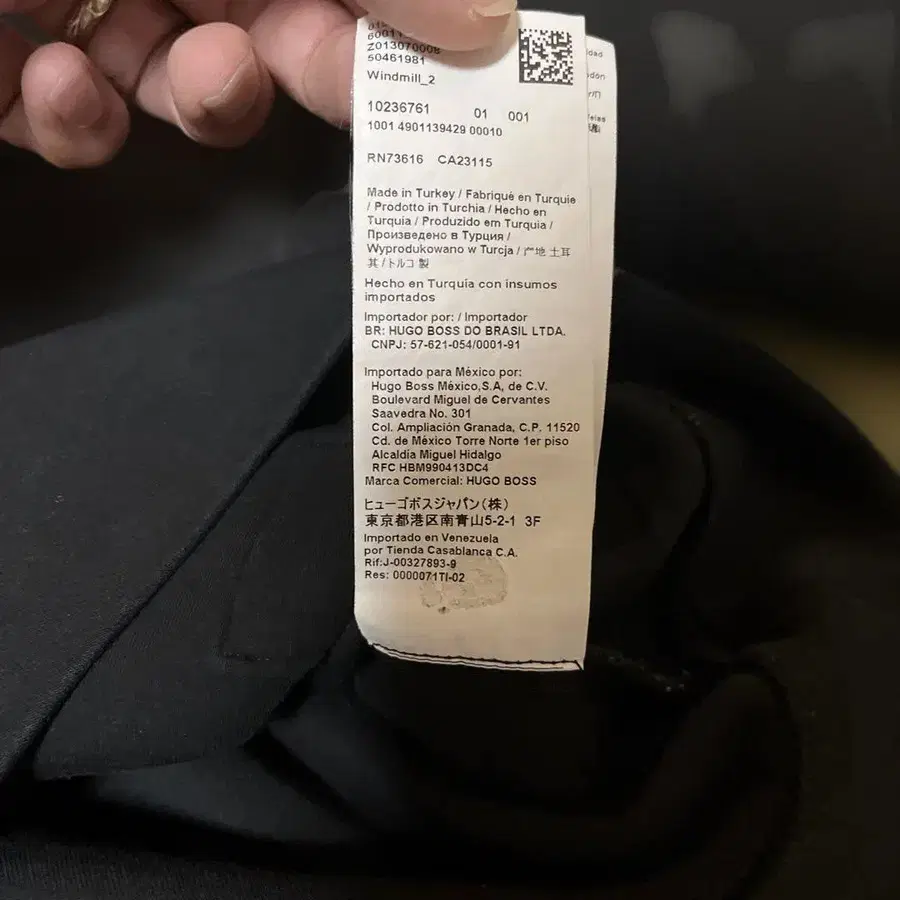 Z013070008
50461981
Windmill_2
10236761 01 001
1001 4901139429 00010
RN73616 CA23115
Made in Turkey / Fabriqué en Turquie
/ Prodotto in Turchia / Hecho en
Turquía / Produzido em Turquia /
Произведено в Турция /
Wyprodukowano w Turcja / 产地 土耳
其 / トルコ 製
Hecho en Turquía con insumos
importados
Importador por: / Importador
BR: HUGO BOSS DO BRASIL LTDA.
CNPJ: 57-621-054/0001-91
Importado para México por:
Hugo Boss México,S.A, de C.V.
Boulevard Miguel de Cervantes
Saavedra No. 301
Col. Ampliación Granada, C.P. 11520
Cd. de México Torre Norte 1er piso
Alcaldía Miguel Hidalgo
RFC HBM990413DC4
Marca Comercial: HUGO BOSS
ヒューゴボスジャパン(株)
東京都港区南青山5-2-1 3F
Importado en Venezuela
por Tienda Casablanca C.A.
Rif:J-00327893-9
Res: 0000071TI-02